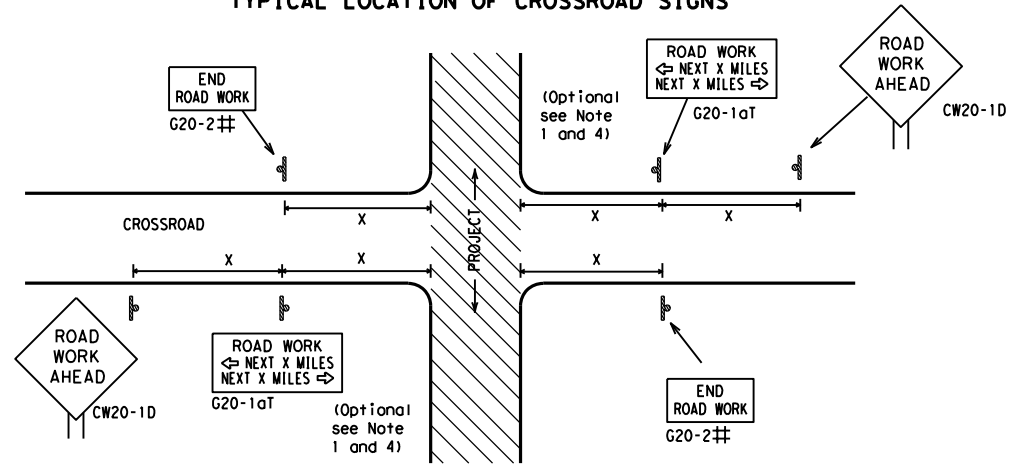 TYPICAL LOCATION OF CROSSROAD SIGNS
END
ROAD WORK
G20-2#
(Optional
see Note
1 and 4)
ROAD WORK
⇦ NEXT X MILES
NEXT X MILES ⇨
G20-1aT
ROAD
WORK
AHEAD
CW20-1D
X
X
X
CROSSROAD
PROJECT
X
X
X
ROAD
WORK
AHEAD
CW20-1D
ROAD WORK
⇦ NEXT X MILES
NEXT X MILES ⇨
G20-1aT
(Optional
see Note
1 and 4)
END
ROAD WORK
G20-2#